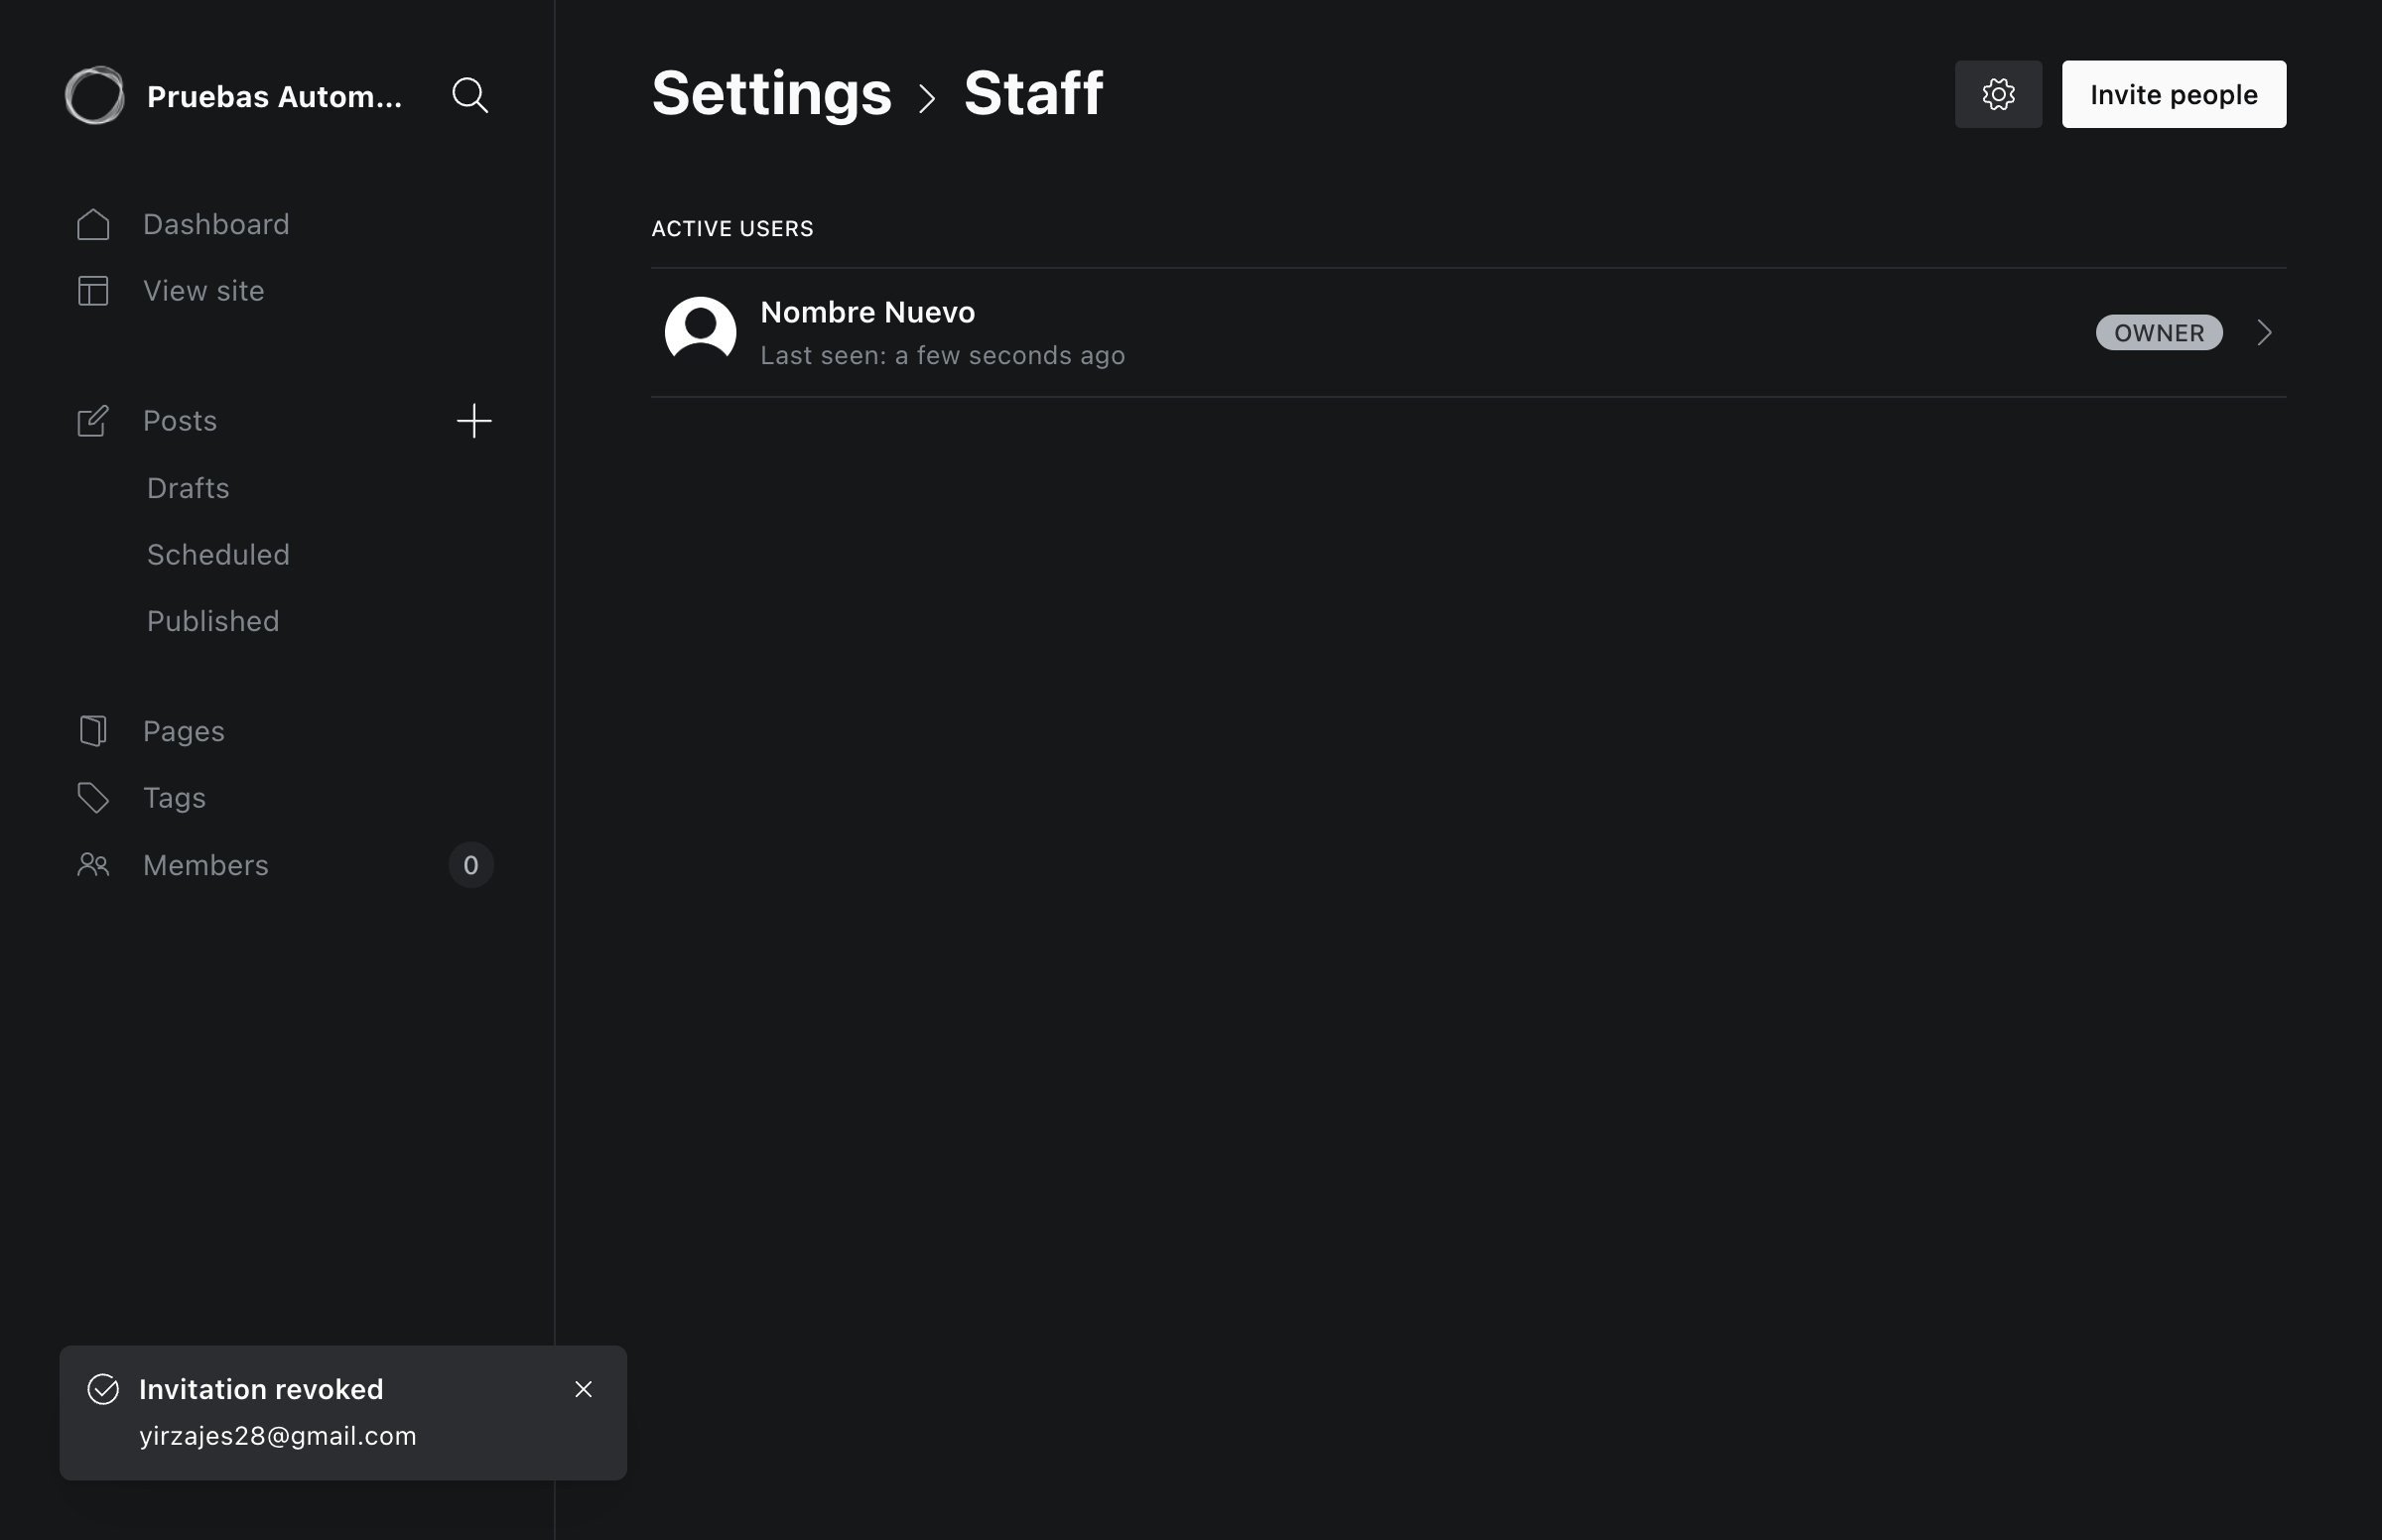 Pruebas Autom...
Dashboard
View site
Posts
Drafts
Scheduled
Published
Pages
Tags
Members
0
Settings
Staff
Invite people
ACTIVE USERS
Nombre Nuevo
Last seen: a few seconds ago
OWNER
Invitation revoked
yirzajes28@gmail.com